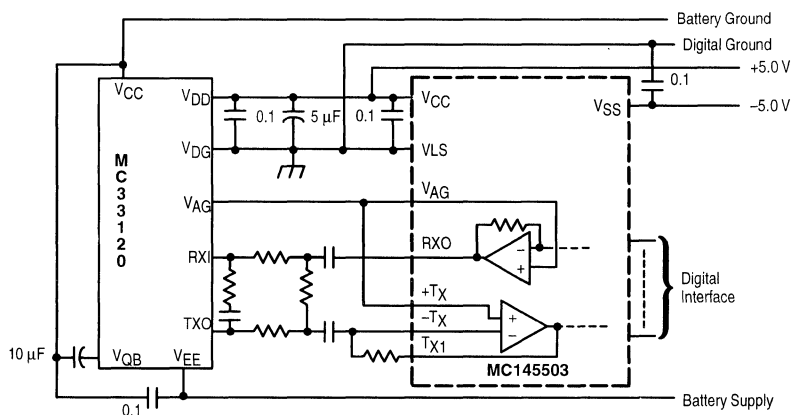 Battery Ground
Digital Ground
+5.0 V
0.1
–5.0 V
VCC
VDD
0.1
5 µF
0.1
VCC
VSS
VDG
VLS
MC33120
VAG
VAG
RXI
RXO
–
+
Digital
Interface
+TX
+
TXO
–TX
–
TX1
MC145503
10 µF
VQB
VEE
0.1
Battery Supply